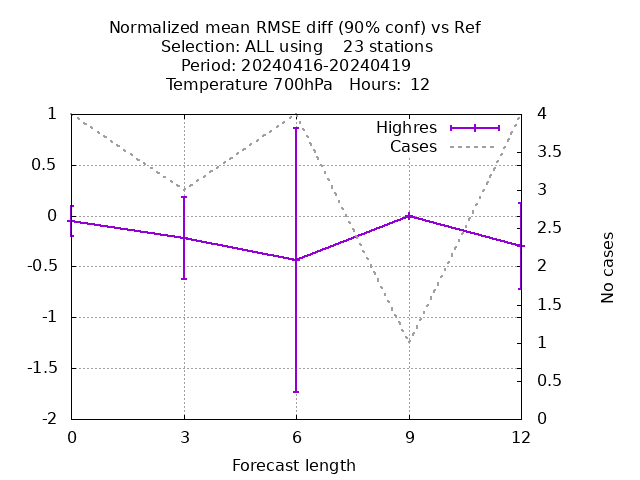 Normalized mean RMSE diff (90% conf) vs Ref
Selection: ALL using    23 stations
Period: 20240416-20240419
Temperature 700hPa   Hours:  12
Highres
Cases
1
0.5
0
-0.5
-1
-1.5
-2
4
3.5
3
2.5
2
1.5
1
0.5
0
No cases
0 3 6 9 12
Forecast length